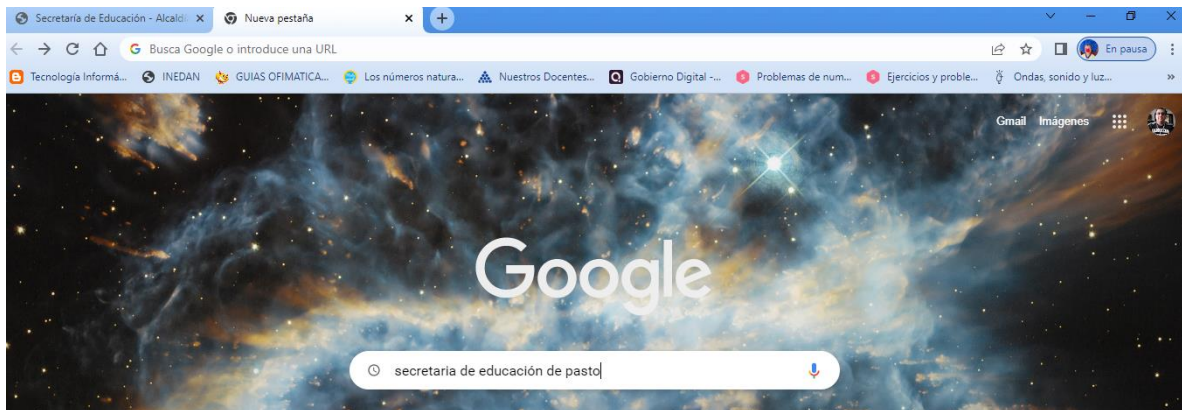 Secretaría de Educación - Alcaldí
Nueva pestaña
Busca Google o introduce una URL
En pausa
Tecnología Informá... INEDAN GUIAS OFIMATICA... Los números natura... Nuestros Docentes... Gobierno Digital -... Problemas de num... Ejercicios y proble... Ondas, sonido y luz...
Gmail Imágenes
Google
secretaria de educación de pasto